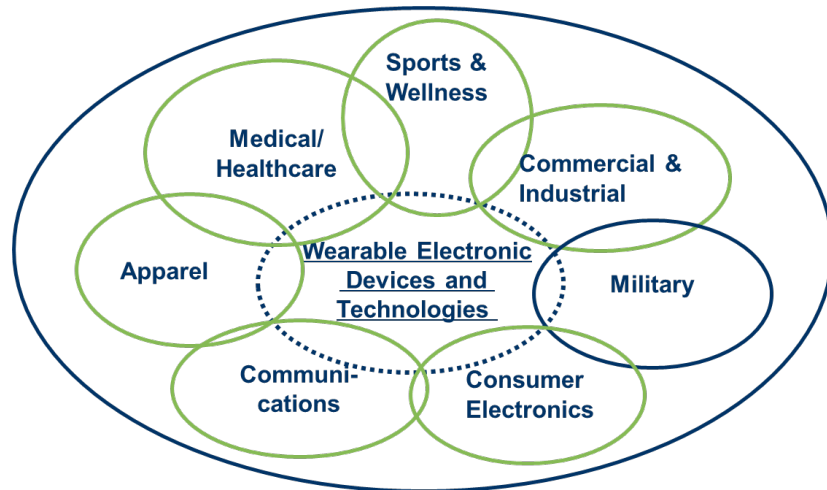 Sports &
Wellness
Medical/
Healthcare
Commercial &
Industrial
Apparel
Wearable Electronic
Devices and
Technologies
Military
Communi-
cations
Consumer
Electronics